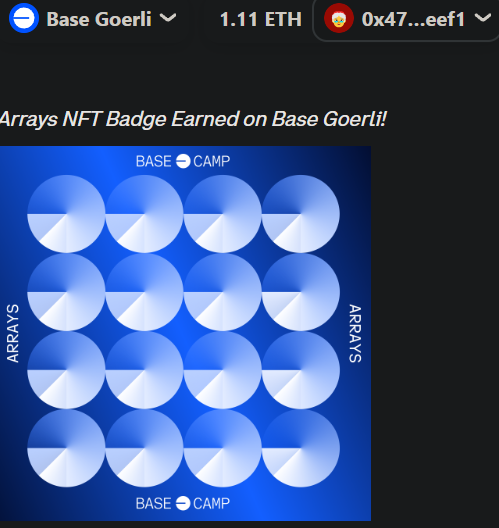 Base Goerli 1.11 ETH 0x47...eef1
Arrays NFT Badge Earned on Base Goerli!
BASE CAMP
ARRAYS
ARRAYS
BASE CAMP